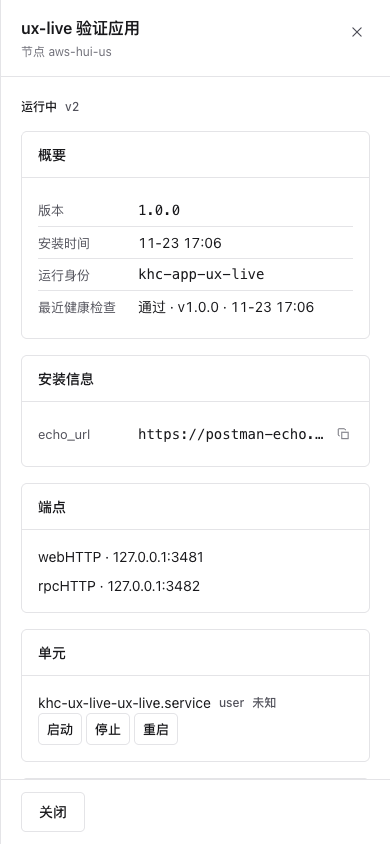 ux-live 验证应用
节点 aws-hui-us
运行中 v2
概要
版本 1.0.0
安装时间 11-23 17:06
运行身份 khc-app-ux-live
最近健康检查 通过 · v1.0.0 · 11-23 17:06
安装信息
echo_url https://postman-echo.…
端点
webHTTP · 127.0.0.1:3481
rpcHTTP · 127.0.0.1:3482
单元
khc-ux-live-ux-live.service user 未知
启动 停止 重启
关闭